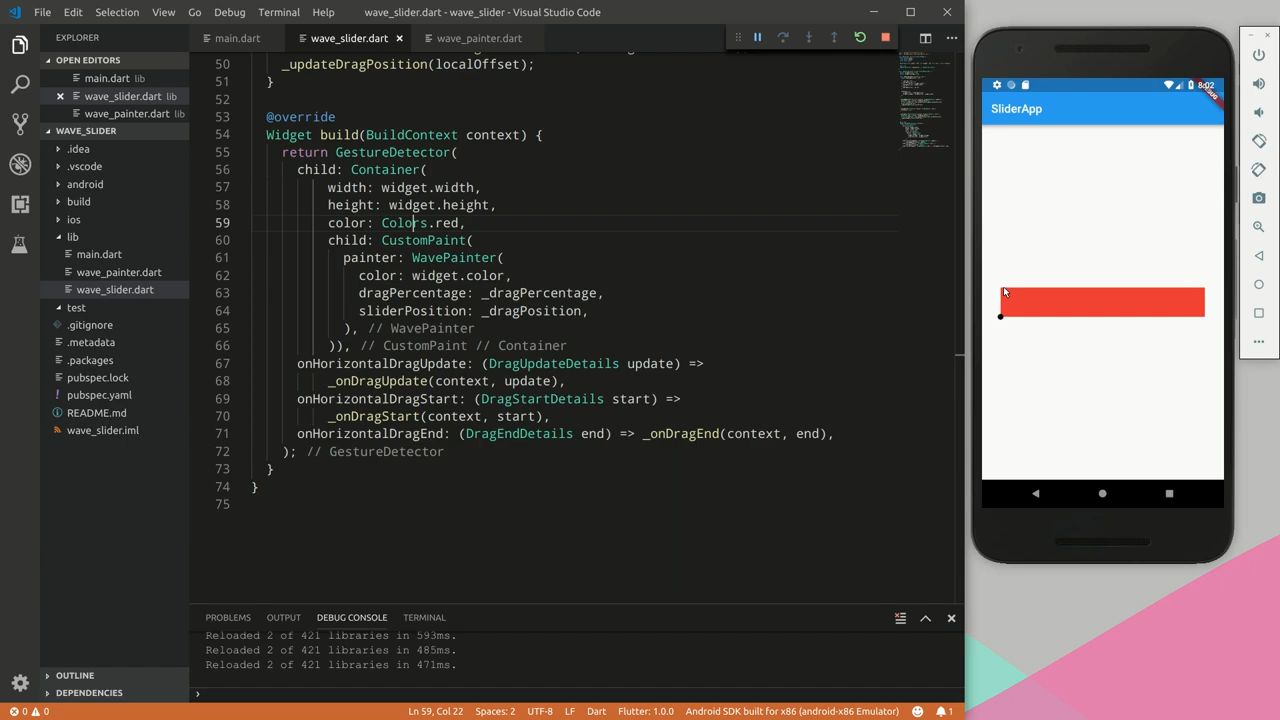 File Edit Selection View Go Debug Terminal Help
wave_slider.dart - wave_slider - Visual Studio Code
EXPLORER
OPEN EDITORS
main.dart lib
wave_slider.dart lib
wave_painter.dart lib
WAVE_SLIDER
.idea
.vscode
android
build
ios
lib
main.dart
wave_painter.dart
wave_slider.dart
test
.gitignore
.metadata
.packages
pubspec.lock
pubspec.yaml
README.md
wave_slider.iml
OUTLINE
DEPENDENCIES
main.dart
wave_slider.dart
wave_painter.dart
_updateDragPosition(localOffset);
51 }
52
53 @override
54 Widget build(BuildContext context) {
55 return GestureDetector(
56 child: Container(
57 width: widget.width,
58 height: widget.height,
59 color: Colors.red,
60 child: CustomPaint(
61 painter: WavePainter(
62 color: widget.color,
63 dragPercentage: _dragPercentage,
64 sliderPosition: _dragPosition,
65 ), // WavePainter
66 )), // CustomPaint // Container
67 onHorizontalDragUpdate: (DragUpdateDetails update) =>
68 _onDragUpdate(context, update),
69 onHorizontalDragStart: (DragStartDetails start) =>
70 _onDragStart(context, start),
71 onHorizontalDragEnd: (DragEndDetails end) => _onDragEnd(context, end),
72 ); // GestureDetector
73 }
74 }
75
PROBLEMS OUTPUT DEBUG CONSOLE TERMINAL
Reloaded 2 of 421 libraries in 593ms.
Reloaded 2 of 421 libraries in 485ms.
Reloaded 2 of 421 libraries in 471ms.
›
0 0
Ln 59, Col 22 Spaces: 2 UTF-8 LF Dart Flutter: 1.0.0 Android SDK built for x86 (android-x86 Emulator) 1
8:02
DEBUG
SliderApp